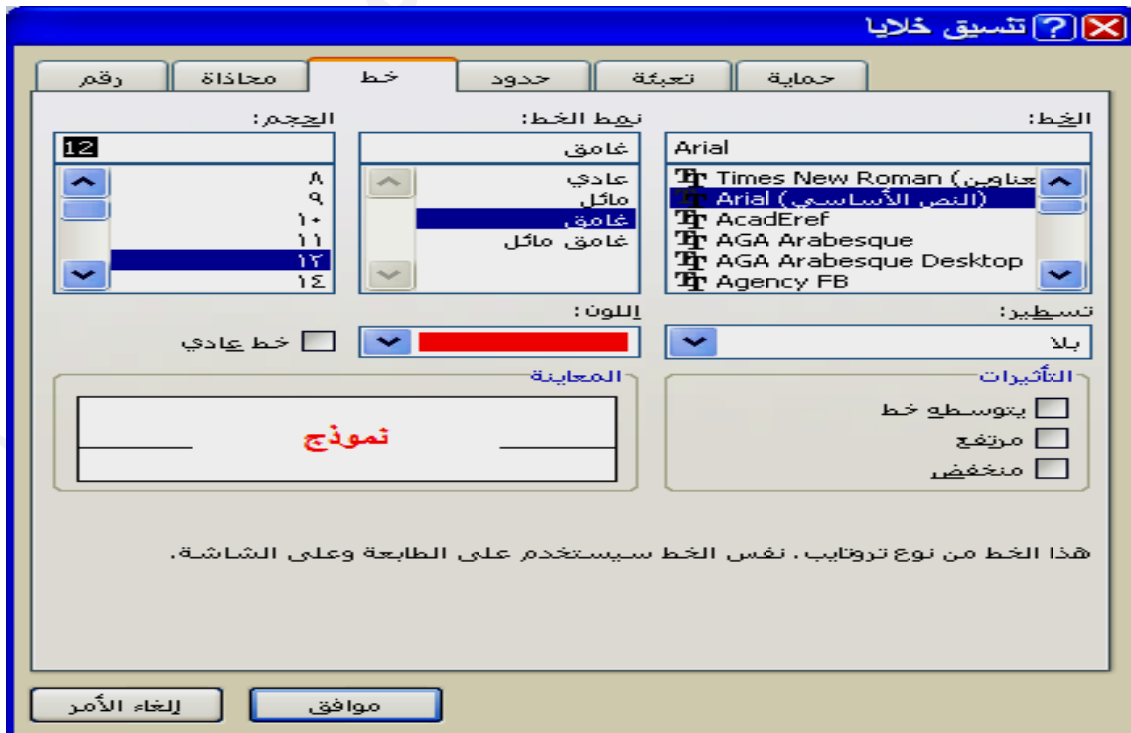 تنسيق خلايا
رقم محاذاة خط حدود تعبئة حماية
الخط: نمط الخط: الحجم:
Arial غامق 12
Times New Roman (عناوين عادي ٨
Arial (النص الأساسي) مائل ٩
AcadEref غامق ١٠
AGA Arabesque غامق مائل ١١
AGA Arabesque Desktop ١٢
Agency FB ١٤
تسطير: اللون:
بلا خط عادي
التأثيرات المعاينة
يتوسطه خط
مرتفع نموذج
منخفض
هذا الخط من نوع تروتايب. نفس الخط سيستخدم على الطابعة وعلى الشاشة.
موافق إلغاء الأمر